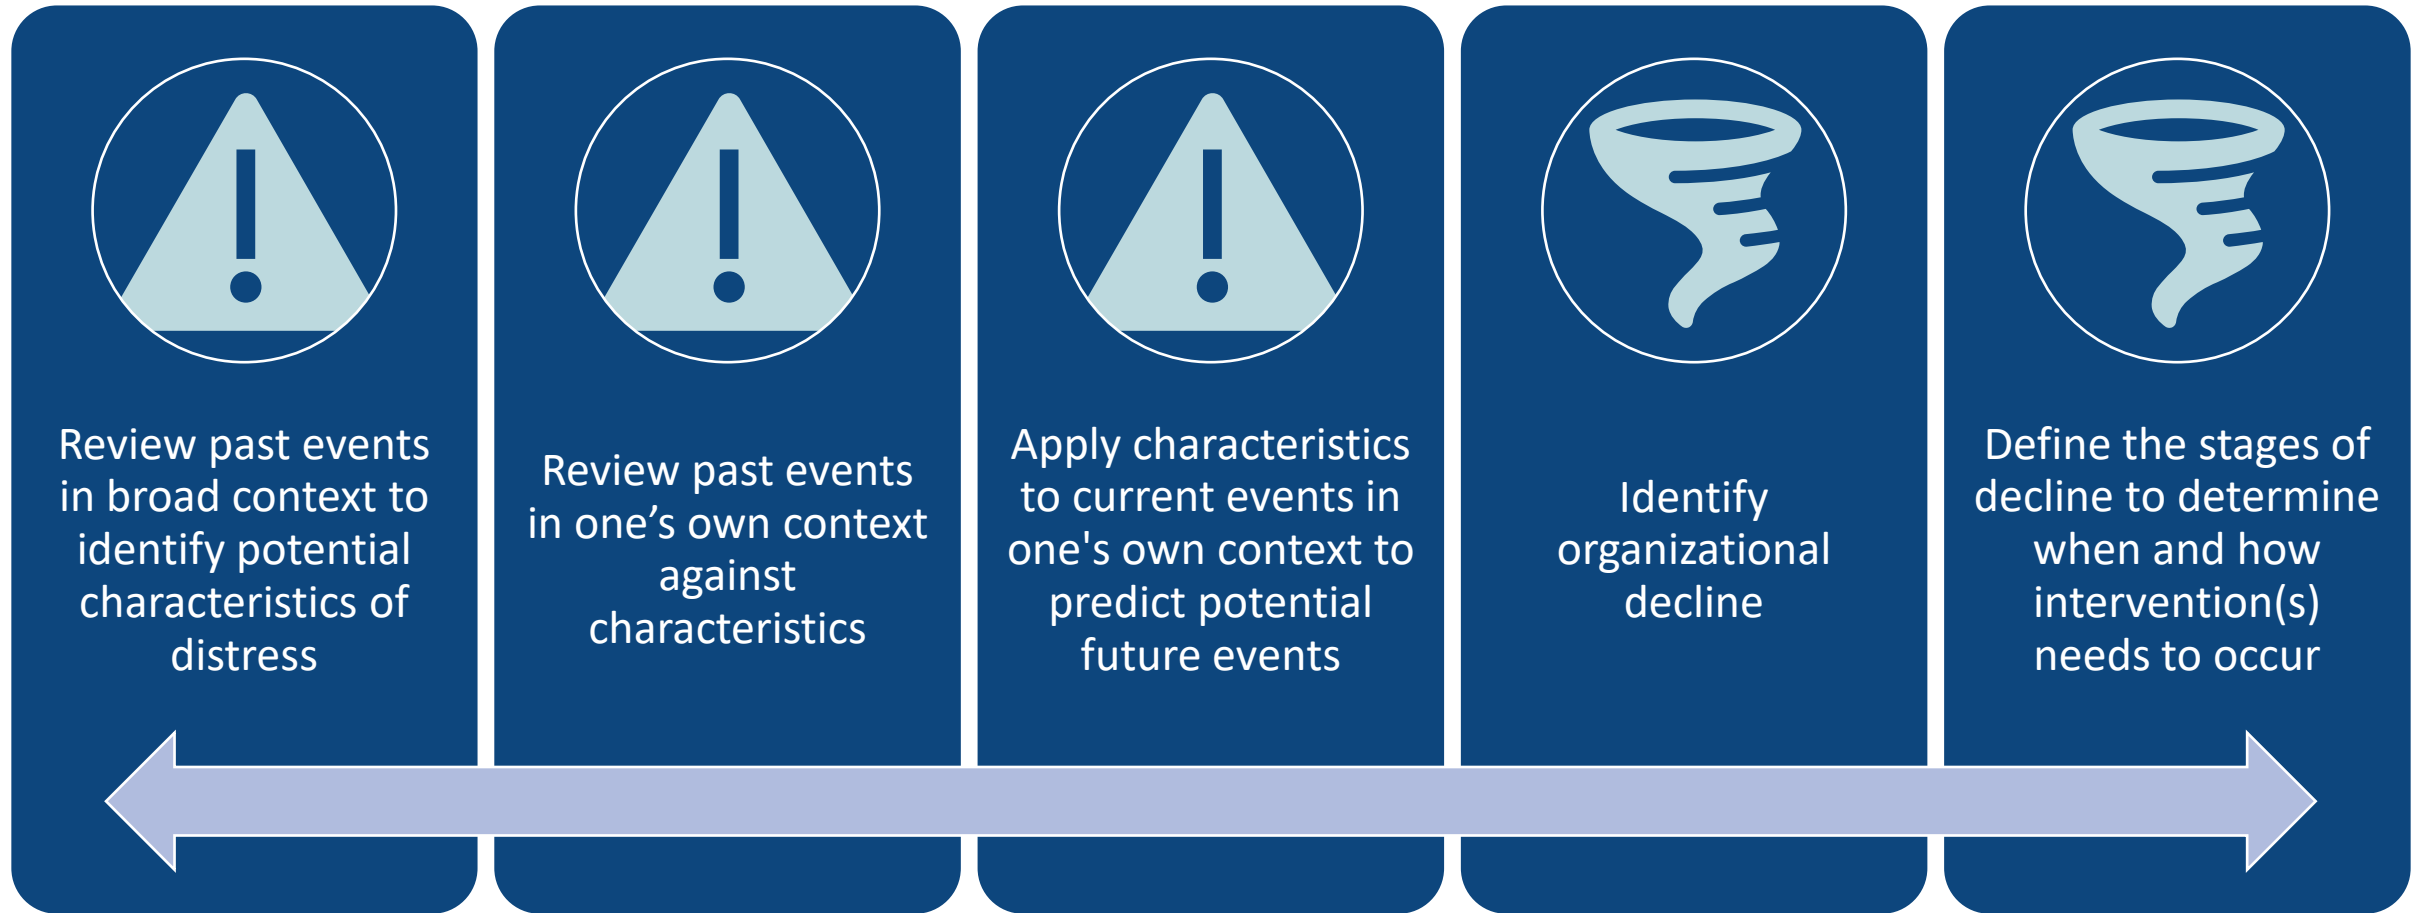 Review past events
in broad context to
identify potential
characteristics of
distress
Review past events
in one’s own context
against
characteristics
Apply characteristics
to current events in
one's own context to
predict potential
future events
Identify
organizational
decline
Define the stages of
decline to determine
when and how
intervention(s)
needs to occur